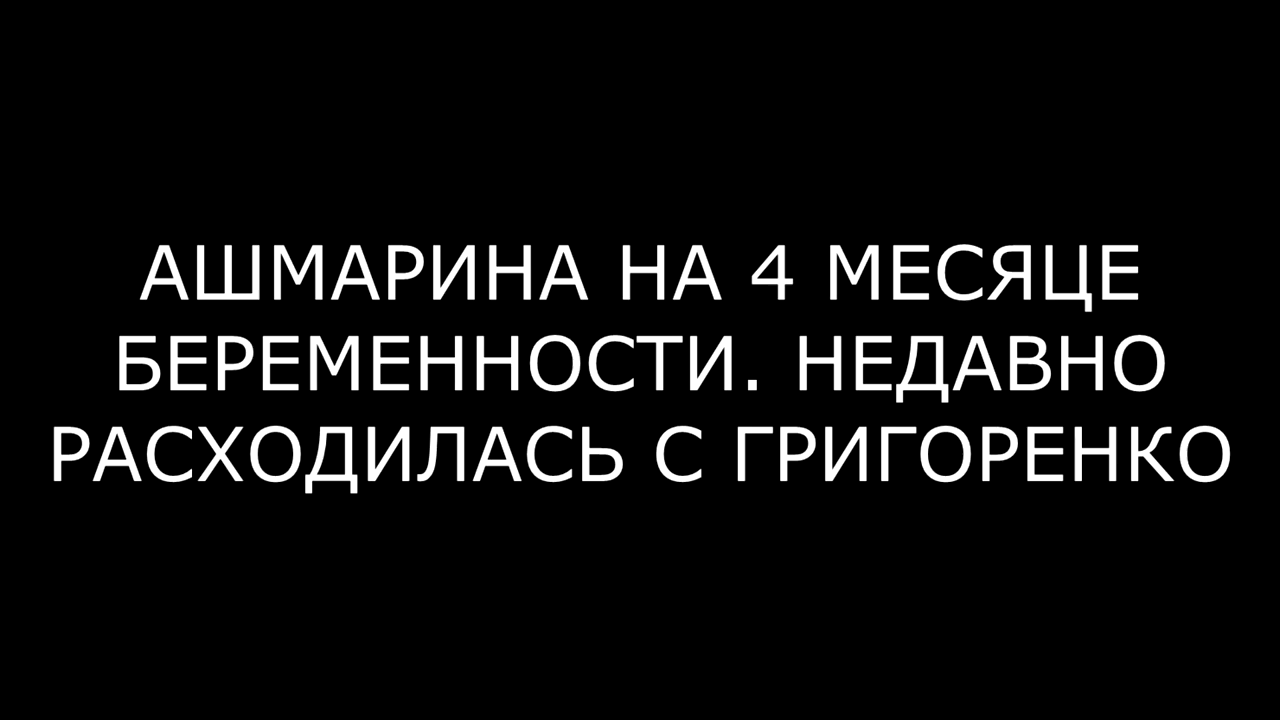 АШМАРИНА НА 4 МЕСЯЦЕ
БЕРЕМЕННОСТИ. НЕДАВНО
РАСХОДИЛАСЬ С ГРИГОРЕНКО